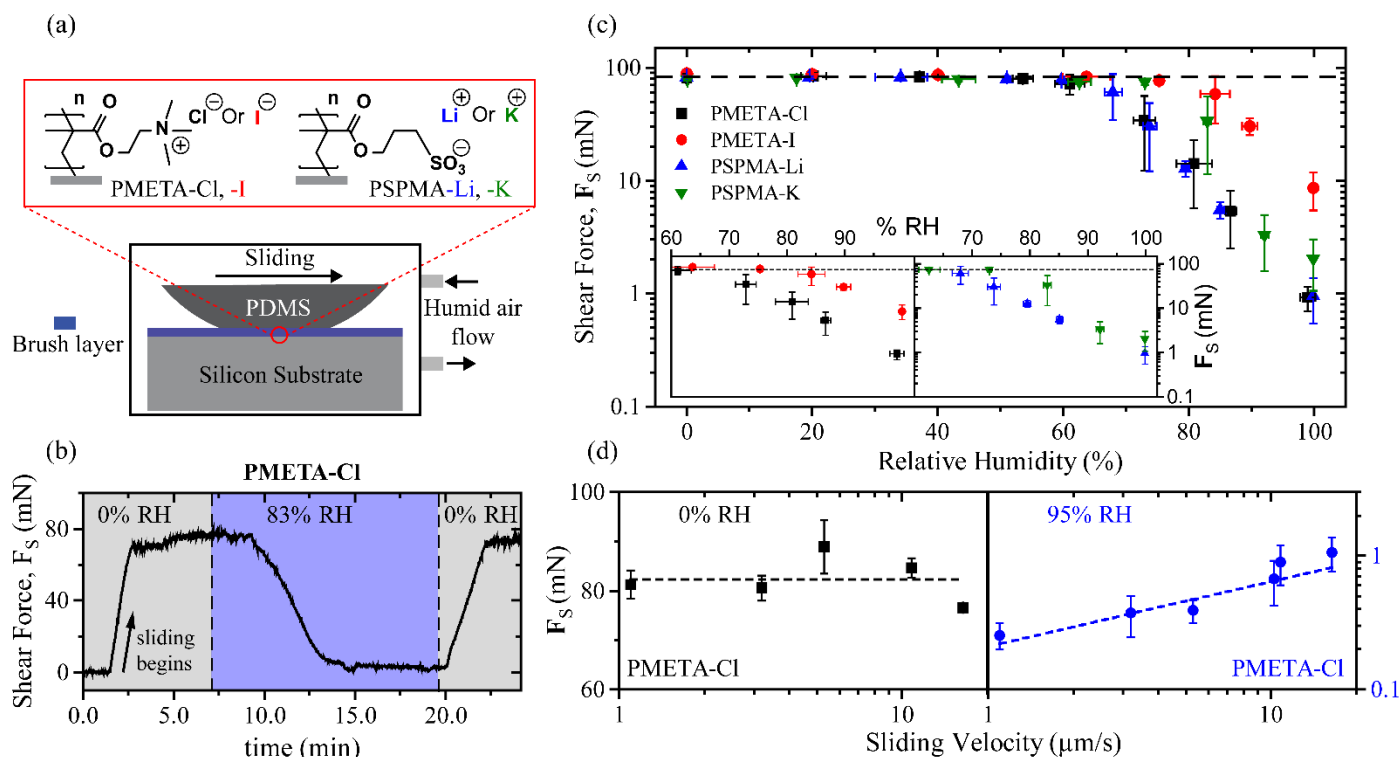 (a)
n
O
O
N
⊕
Cl
⊖
Or
I
⊖
n
O
O
SO3−
Li
⊕
Or
K
⊕
PMETA-Cl, -I
PSPMA-Li, -K
Sliding
PDMS
Humid air
flow
Brush layer
Silicon Substrate
(b)
PMETA-Cl
Shear Force, FS (mN)
80
40
0
0% RH
83% RH
0% RH
sliding
begins
0.0
5.0
10.0
15.0
20.0
time (min)
(c)
Shear Force, FS (mN)
100
10
1
0.1
PMETA-Cl
PMETA-I
PSPMA-Li
PSPMA-K
% RH
61
70
80
90
70
80
90
100
100
10
1
0.1
FS (mN)
0
20
40
60
80
100
Relative Humidity (%)
(d)
FS (mN)
100
80
60
0% RH
95% RH
PMETA-Cl
PMETA-Cl
1
0.1
1
10
1
10
Sliding Velocity (μm/s)